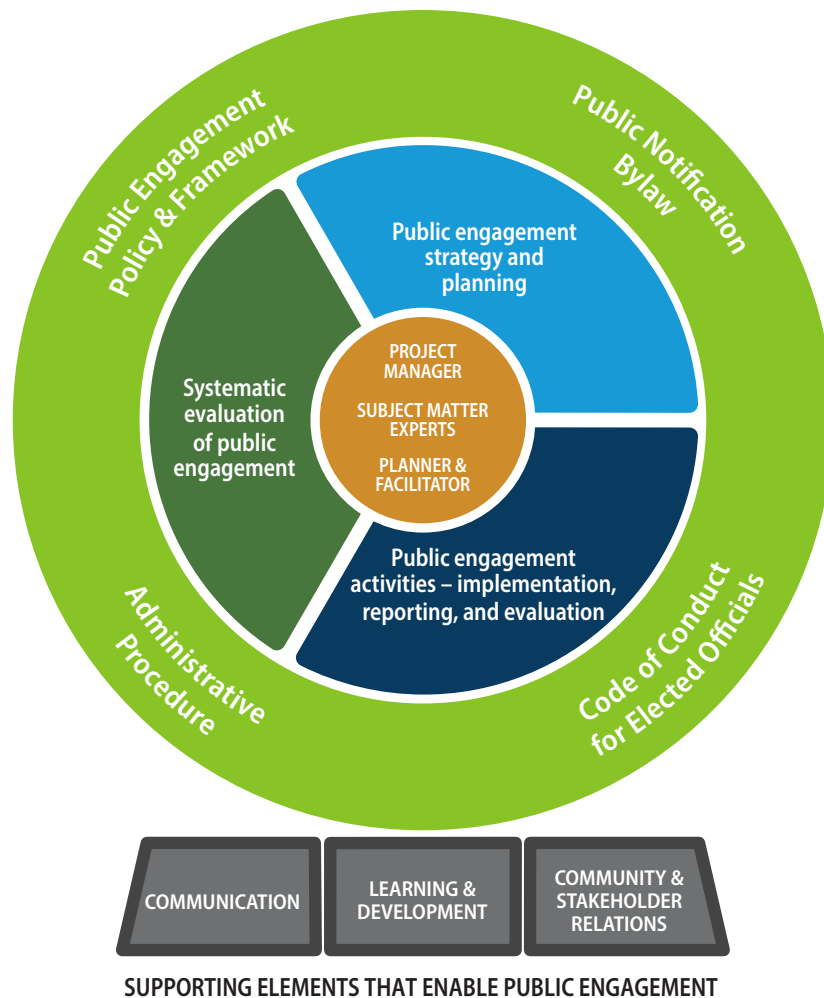 Public Engagement
Policy & Framework
Public Notification
Bylaw
Public engagement
strategy and
planning
Systematic
evaluation
of public
engagement
PROJECT
MANAGER
SUBJECT MATTER
EXPERTS
PLANNER &
FACILITATOR
Public engagement
activities – implementation,
reporting, and evaluation
Administrative
Procedure
Code of Conduct
for Elected Officials
COMMUNICATION
LEARNING &
DEVELOPMENT
COMMUNITY &
STAKEHOLDER
RELATIONS
SUPPORTING ELEMENTS THAT ENABLE PUBLIC ENGAGEMENT